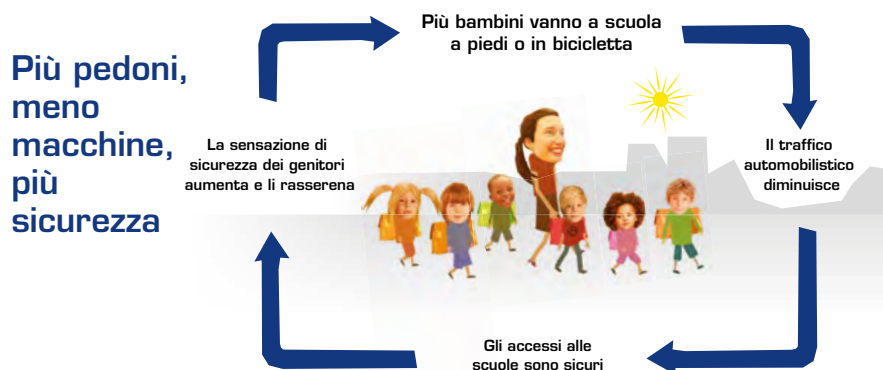 Più pedoni,
meno
macchine,
più
sicurezza
Più bambini vanno a scuola
a piedi o in bicicletta
Il traffico
automobilistico
diminuisce
Gli accessi alle
scuole sono sicuri
La sensazione di
sicurezza dei genitori
aumenta e li rasserena